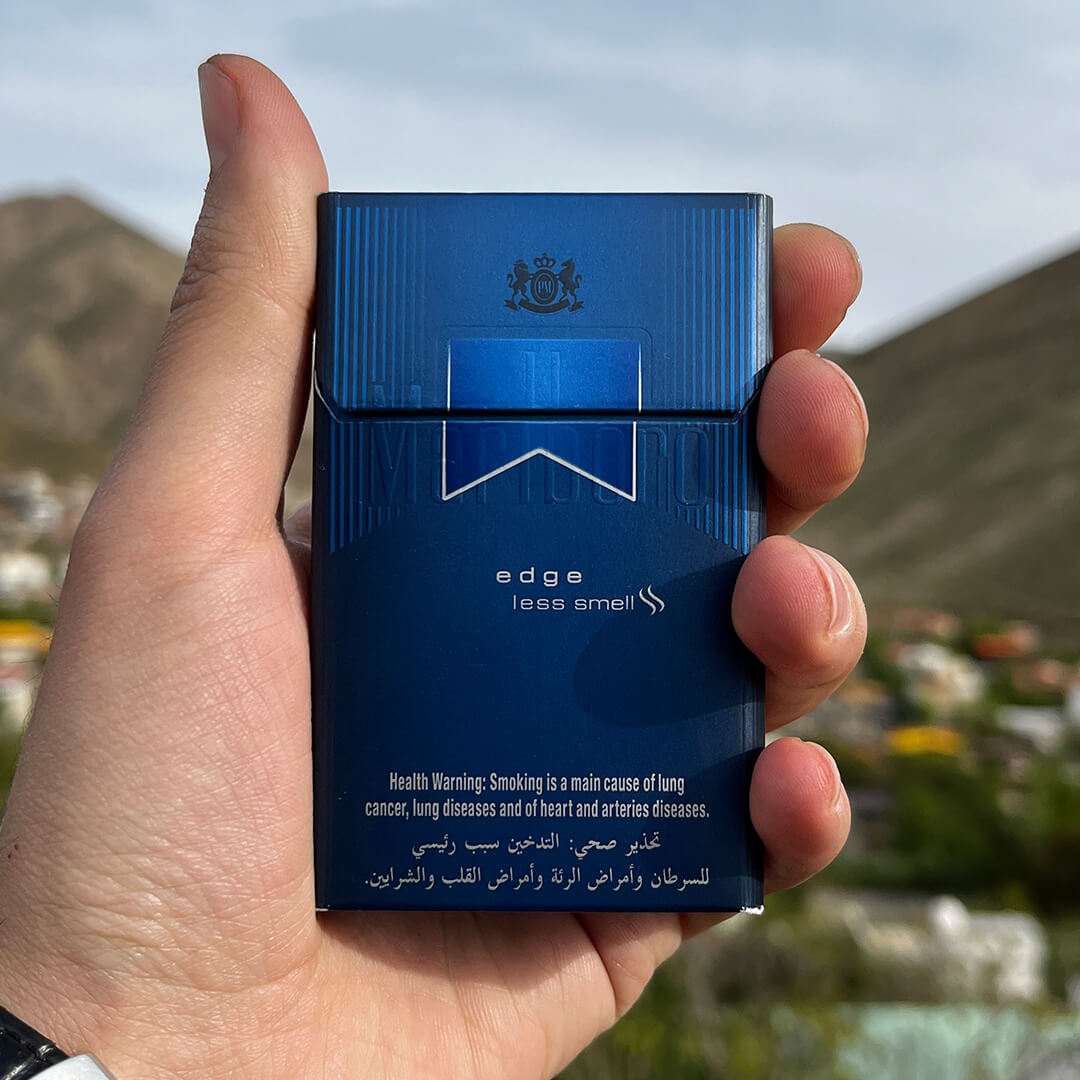 PM
Marlboro
edge
less smell
Health Warning: Smoking is a main cause of lung
cancer, lung diseases and of heart and arteries diseases.
تحذير صحي: التدخين سبب رئيسي
للسرطان وأمراض الرئة وأمراض القلب والشرايين.